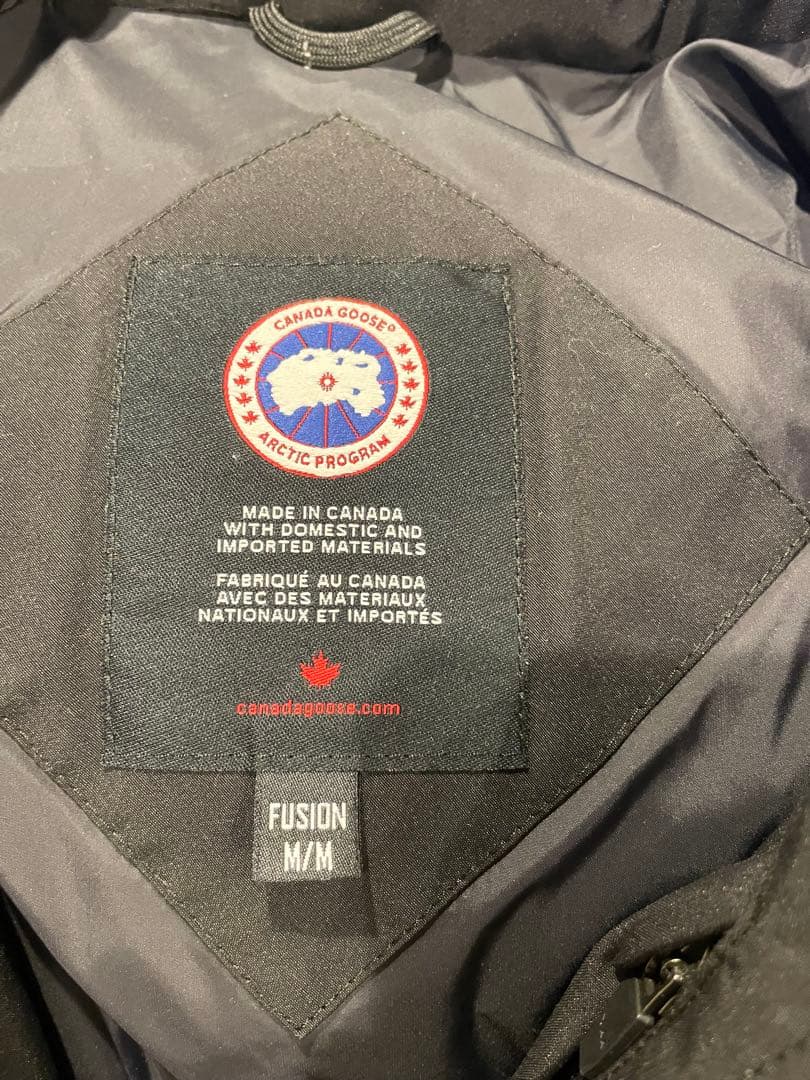 CANADA GOOSE®
ARCTIC PROGRAM
MADE IN CANADA
WITH DOMESTIC AND
IMPORTED MATERIALS
FABRIQUÉ AU CANADA
AVEC DES MATERIAUX
NATIONAUX ET IMPORTÉS
canadagoose.com
FUSION
M/M